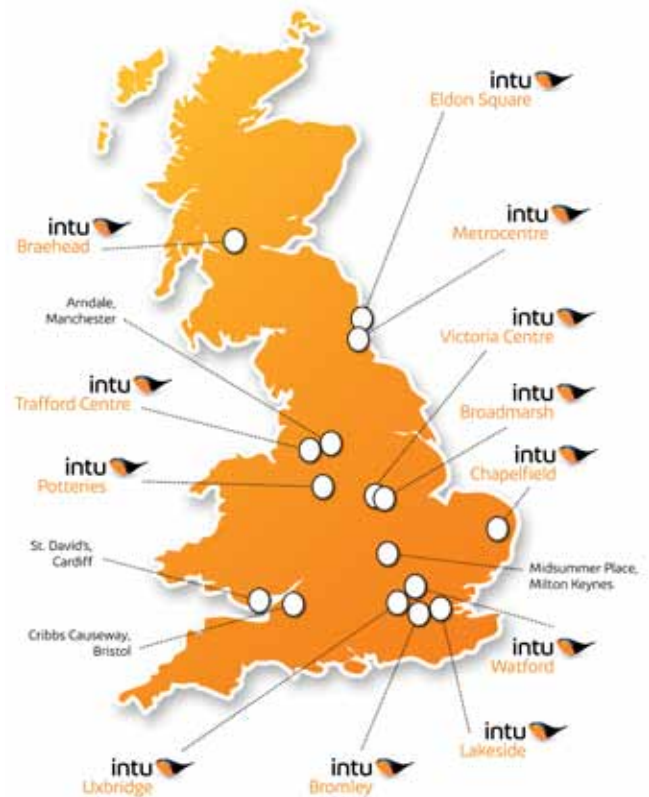 intu
Eldon Square
intu
Braehead
intu
Metrocentre
Arndale,
Manchester
intu
Victoria Centre
intu
Trafford Centre
intu
Broadmarsh
intu
Potteries
intu
Chapelfield
St. David's,
Cardiff
Midsummer Place,
Milton Keynes
Cribbs Causeway,
Bristol
intu
Watford
intu
Lakeside
intu
Uxbridge
intu
Bromley